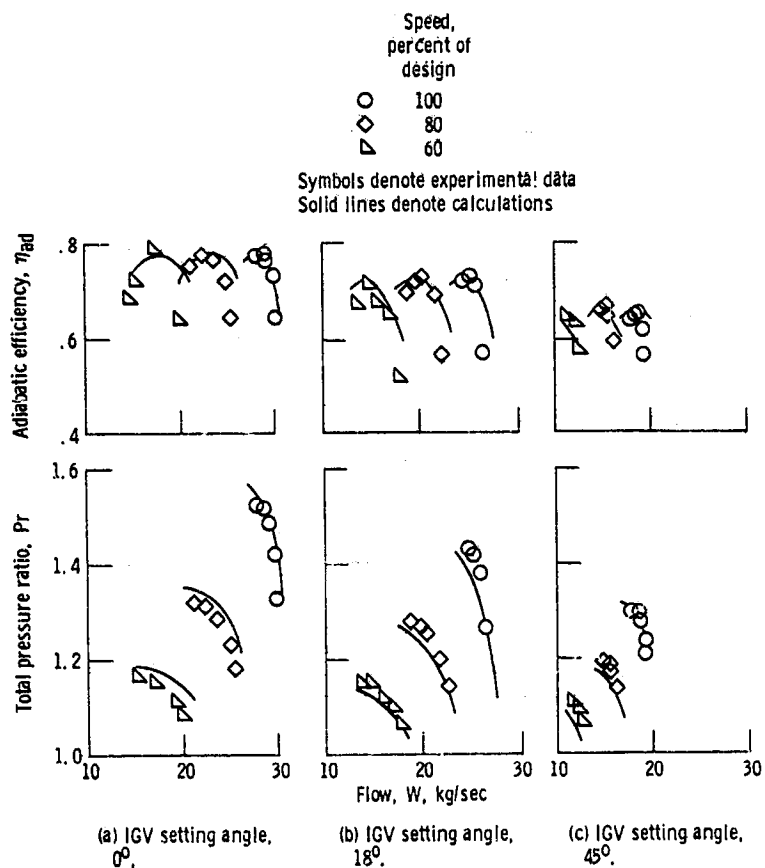 Speed,
percent of
design
100
80
60
Symbols denote experimental data
Solid lines denote calculations
Adiabatic efficiency, ηad
.8
.6
.4
Total pressure ratio, Pr
1.6
1.4
1.2
1.0
10 20 30
10 20 30
10 20 30
Flow, W, kg/sec
(a) IGV setting angle,
0°.
(b) IGV setting angle,
18°.
(c) IGV setting angle,
45°.